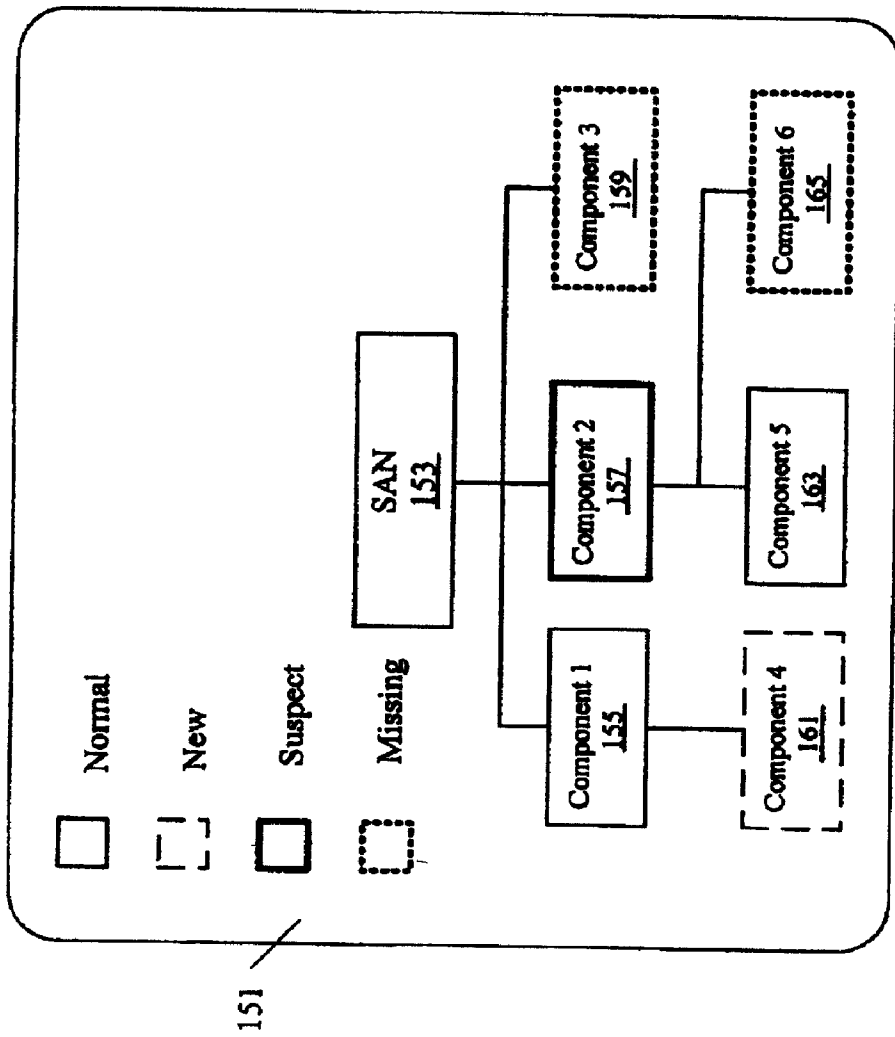 Normal
New
Suspect
Missing
SAN
153
Component 1
155
Component 2
157
Component 3
159
Component 4
161
Component 5
163
Component 6
165
151